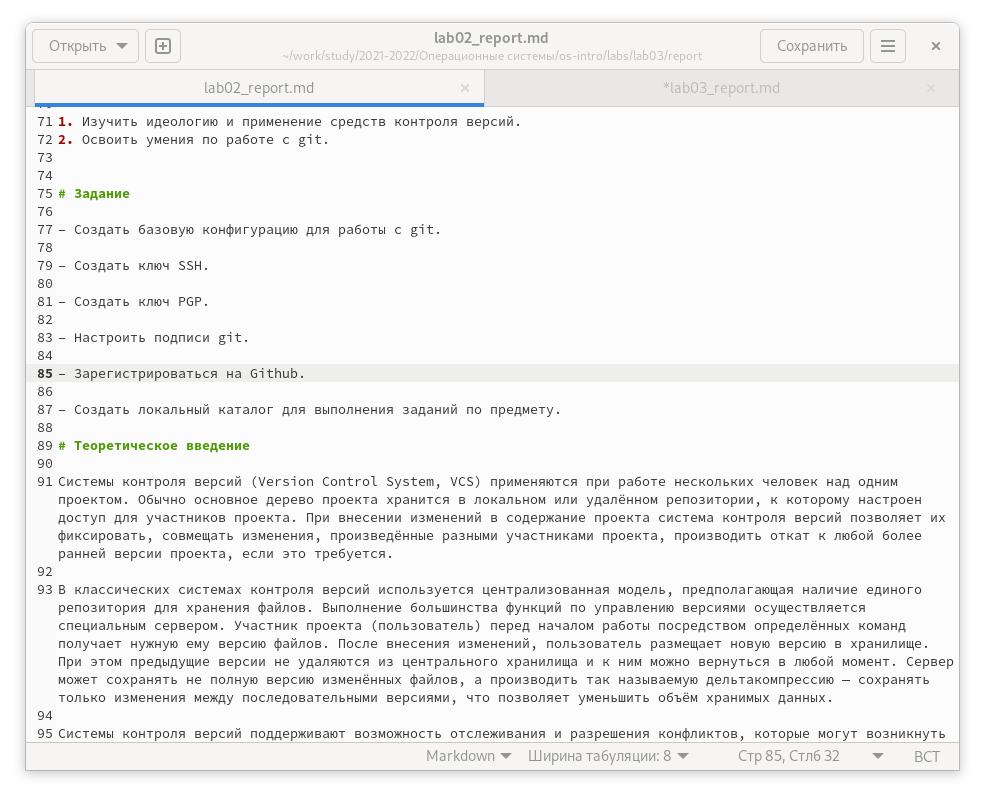 Открыть
lab02_report.md
~/work/study/2021-2022/Операционные системы/os-intro/labs/lab03/report
Сохранить
lab02_report.md
*lab03_report.md
71 1. Изучить идеологию и применение средств контроля версий.
72 2. Освоить умения по работе с git.
73
74
75 # Задание
76
77 – Создать базовую конфигурацию для работы с git.
78
79 – Создать ключ SSH.
80
81 – Создать ключ PGP.
82
83 – Настроить подписи git.
84
85 – Зарегистрироваться на Github.
86
87 – Создать локальный каталог для выполнения заданий по предмету.
88
89 # Теоретическое введение
90
91 Системы контроля версий (Version Control System, VCS) применяются при работе нескольких человек над одним
проектом. Обычно основное дерево проекта хранится в локальном или удалённом репозитории, к которому настроен
доступ для участников проекта. При внесении изменений в содержание проекта система контроля версий позволяет их
фиксировать, совмещать изменения, произведённые разными участниками проекта, производить откат к любой более
ранней версии проекта, если это требуется.
92
93 В классических системах контроля версий используется централизованная модель, предполагающая наличие единого
репозитория для хранения файлов. Выполнение большинства функций по управлению версиями осуществляется
специальным сервером. Участник проекта (пользователь) перед началом работы посредством определённых команд
получает нужную ему версию файлов. После внесения изменений, пользователь размещает новую версию в хранилище.
При этом предыдущие версии не удаляются из центрального хранилища и к ним можно вернуться в любой момент. Сервер
может сохранять не полную версию изменённых файлов, а производить так называемую дельтакомпрессию — сохранять
только изменения между последовательными версиями, что позволяет уменьшить объём хранимых данных.
94
95 Системы контроля версий поддерживают возможность отслеживания и разрешения конфликтов, которые могут возникнуть
Markdown
Ширина табуляции: 8
Стр 85, Стлб 32
ВСТ